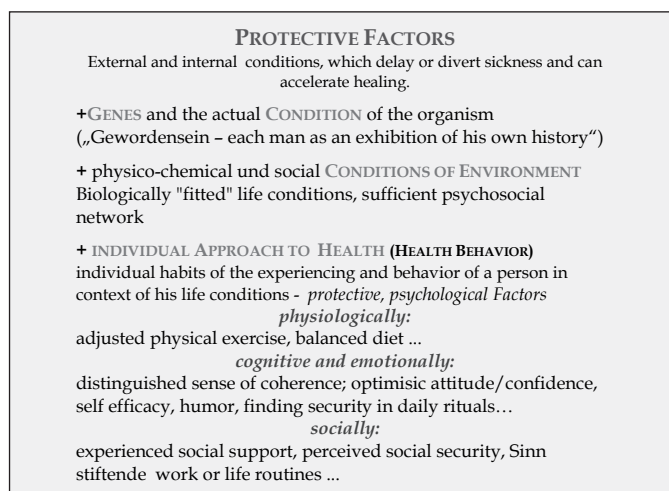 PROTECTIVE FACTORS
External and internal conditions, which delay or divert sickness and can
accelerate healing.
+GENES and the actual CONDITION of the organism
(„Gewordensein – each man as an exhibition of his own history“)
+ physico-chemical und social CONDITIONS OF ENVIRONMENT
Biologically "fitted" life conditions, sufficient psychosocial
network
+ INDIVIDUAL APPROACH TO HEALTH (HEALTH BEHAVIOR)
individual habits of the experiencing and behavior of a person in
context of his life conditions - protective, psychological Factors
physiologically:
adjusted physical exercise, balanced diet ...
cognitive and emotionally:
distinguished sense of coherence; optimisic attitude/confidence,
self efficacy, humor, finding security in daily rituals…
socially:
experienced social support, perceived social security, Sinn
stiftende work or life routines ...